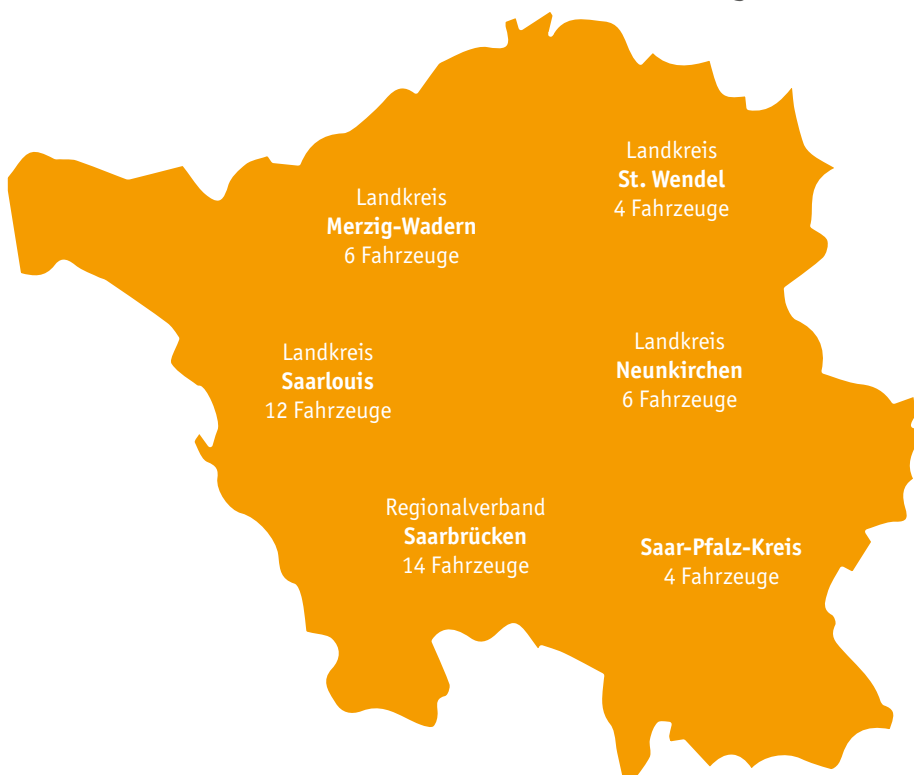 Landkreis
St. Wendel
4 Fahrzeuge
Landkreis
Merzig-Wadern
6 Fahrzeuge
Landkreis
Saarlouis
12 Fahrzeuge
Landkreis
Neunkirchen
6 Fahrzeuge
Regionalverband
Saarbrücken
14 Fahrzeuge
Saar-Pfalz-Kreis
4 Fahrzeuge